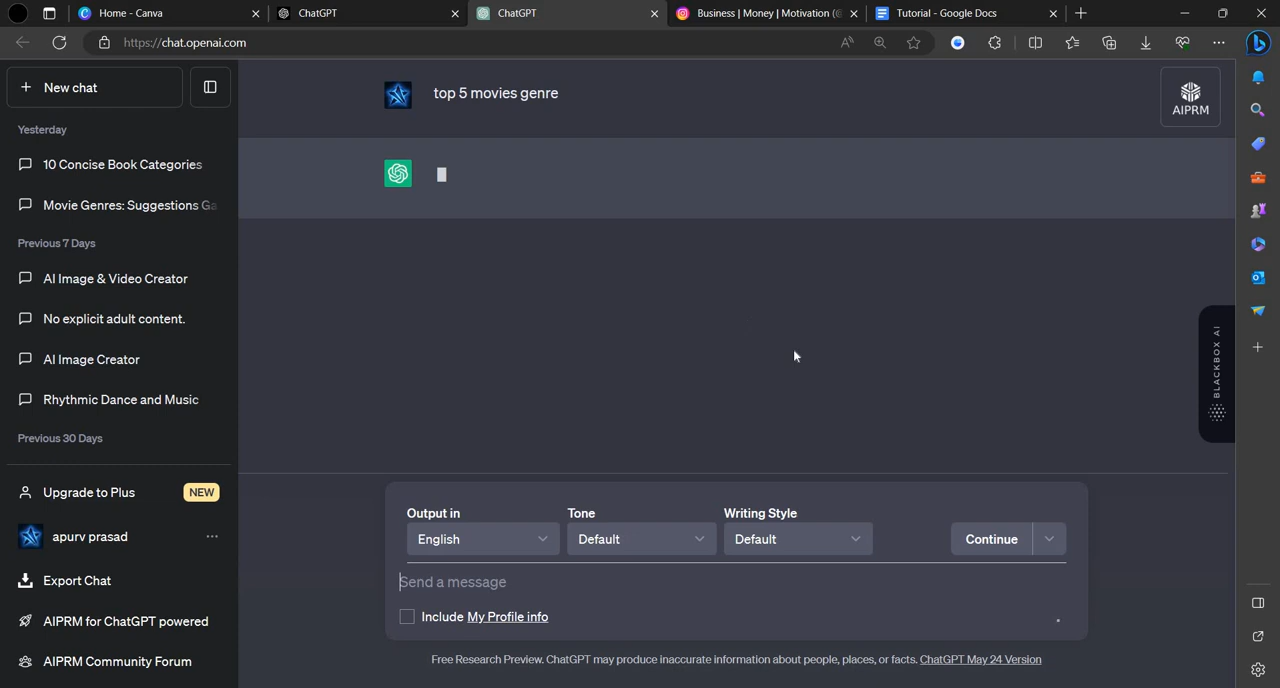 Home - Canva
ChatGPT
ChatGPT
Business | Money | Motivation (
Tutorial - Google Docs
https://chat.openai.com
New chat
top 5 movies genre
AIPRM
Yesterday
10 Concise Book Categories
Movie Genres: Suggestions Ga
Previous 7 Days
AI Image & Video Creator
No explicit adult content.
AI Image Creator
Rhythmic Dance and Music
Previous 30 Days
BLACKBOX AI
Upgrade to Plus
NEW
apurv prasad
Export Chat
AIPRM for ChatGPT powered
AIPRM Community Forum
Output in
Tone
Writing Style
English
Default
Default
Continue
Send a message
Include My Profile info
Free Research Preview. ChatGPT may produce inaccurate information about people, places, or facts. ChatGPT May 24 Version